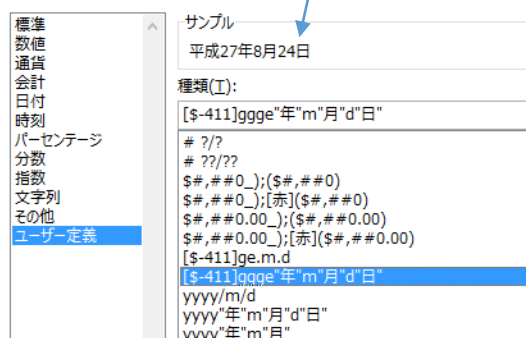 標準
数値
通貨
会計
日付
時刻
パーセンテージ
分数
指数
文字列
その他
ユーザー定義
サンプル
平成27年8月24日
種類(T):
[$-411]ggge"年"m"月"d"日"
# ?/?
# ??/??
$#,##0_);($#,##0)
$#,##0_);[赤]($#,##0)
$#,##0.00_);($#,##0.00)
$#,##0.00_);[赤]($#,##0.00)
[$-411]ge.m.d
[$-411]ggge"年"m"月"d"日"
yyyy/m/d
yyyy"年"m"月"d"日"
yyyy"年"m"月"